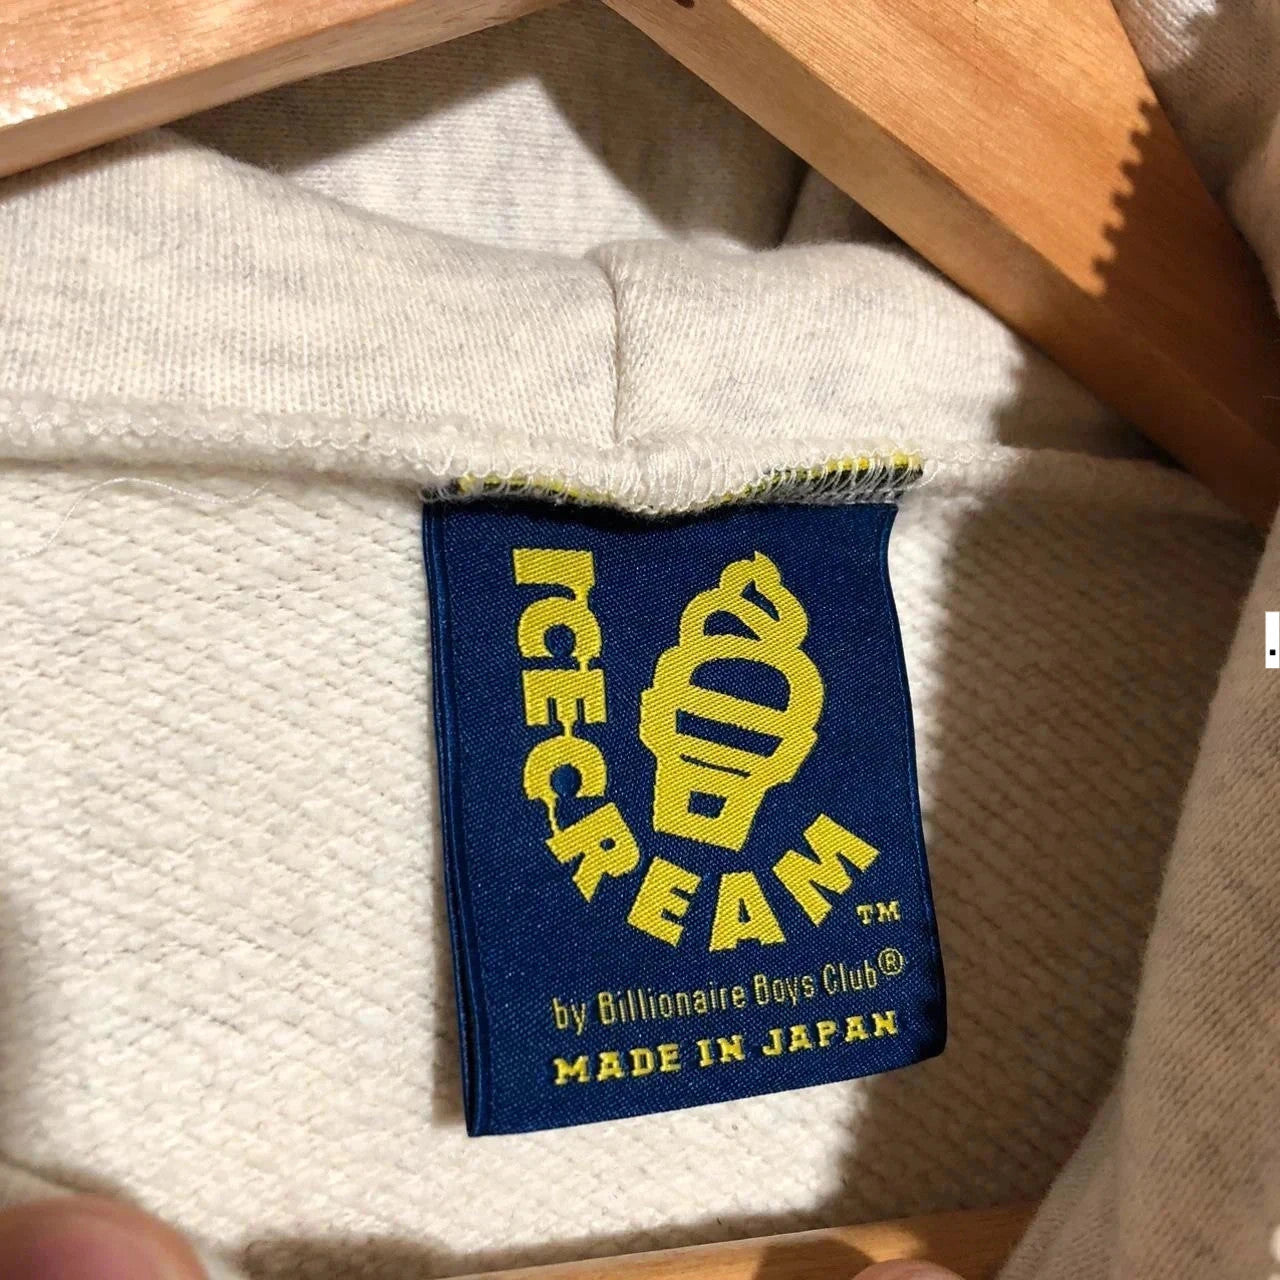 ICECREAM
TM
by Billionaire Boys Club®
MADE IN JAPAN